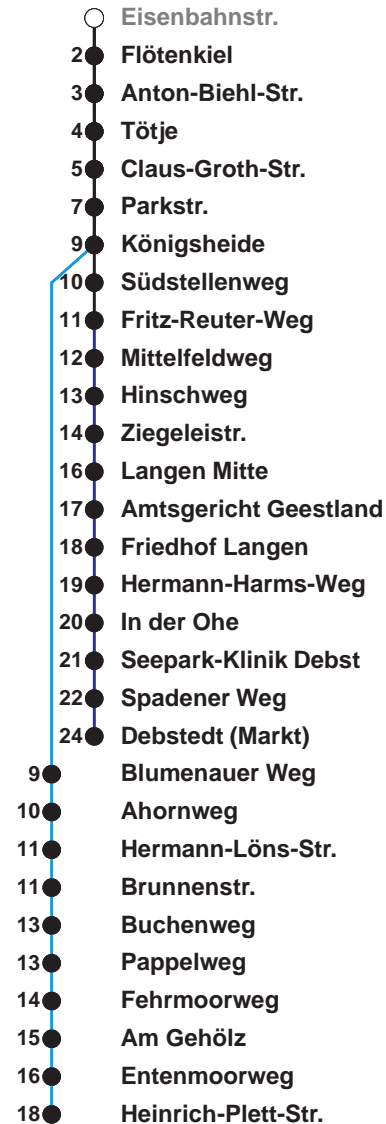 Eisenbahnstr.
2 Flötenkiel
3 Anton-Biehl-Str.
4 Tötje
5 Claus-Groth-Str.
7 Parkstr.
9 Königsheide
10 Südstellenweg
11 Fritz-Reuter-Weg
12 Mittelfeldweg
13 Hinschweg
14 Ziegeleistr.
16 Langen Mitte
17 Amtsgericht Geestland
18 Friedhof Langen
19 Hermann-Harms-Weg
20 In der Ohe
21 Seepark-Klinik Debst
22 Spadener Weg
24 Debstedt (Markt)
9 Blumenauer Weg
10 Ahornweg
11 Hermann-Löns-Str.
11 Brunnenstr.
13 Buchenweg
13 Pappelweg
14 Fehrmoorweg
15 Am Gehölz
16 Entenmoorweg
18 Heinrich-Plett-Str.